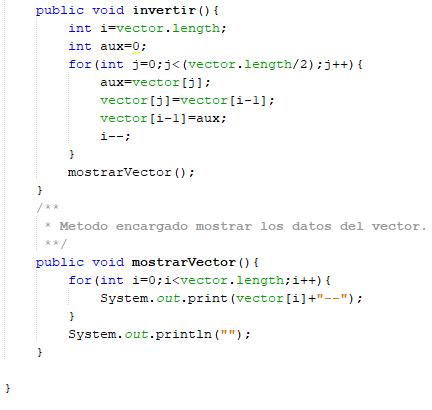 public void invertir(){
int i=vector.length;
int aux=0;
for(int j=0;j<(vector.length/2);j++){
aux=vector[j];
vector[j]=vector[i-1];
vector[i-1]=aux;
i--;
}
mostrarVector();
}
/**
* Metodo encargado mostrar los datos del vector.
**/
public void mostrarVector(){
for(int i=0;i<vector.length;i++){
System.out.print(vector[i]+"--");
}
System.out.println("");
}
}